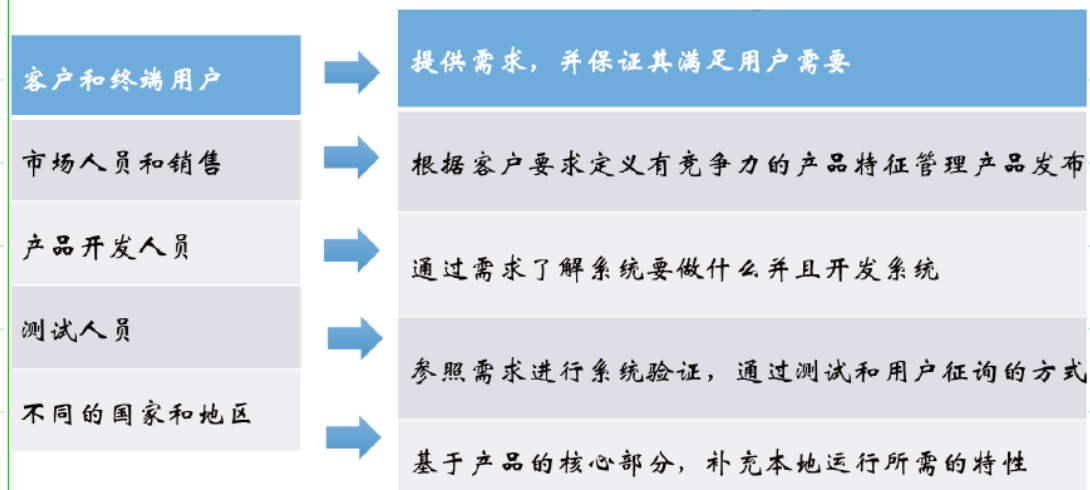 客户和终端用户
提供需求，并保证其满足用户需要
市场人员和销售
根据客户要求定义有竞争力的产品特征管理产品发布
产品开发人员
通过需求了解系统要做什么并且开发系统
测试人员
参照需求进行系统验证，通过测试和用户征询的方式
不同的国家和地区
基于产品的核心部分，补充本地运行所需的特性